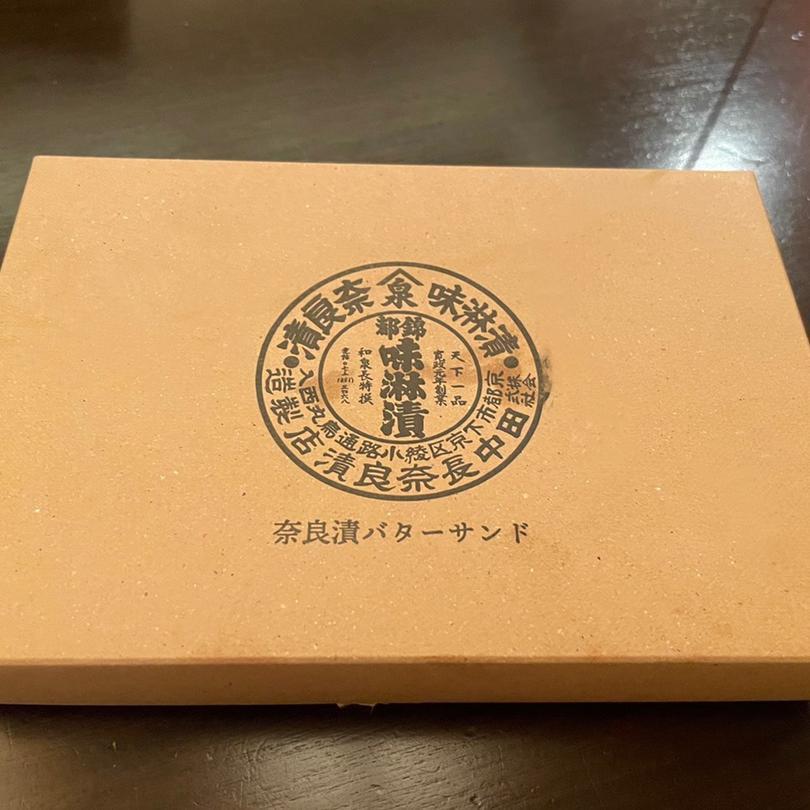 奈良漬
泉
味淋漬
都錦
味淋漬
天下一品
寛政元年創業
和泉長特撰
京都市下京区綾小路通烏丸西入
株式会社
田中長奈良漬店
製造
奈良漬バターサンド